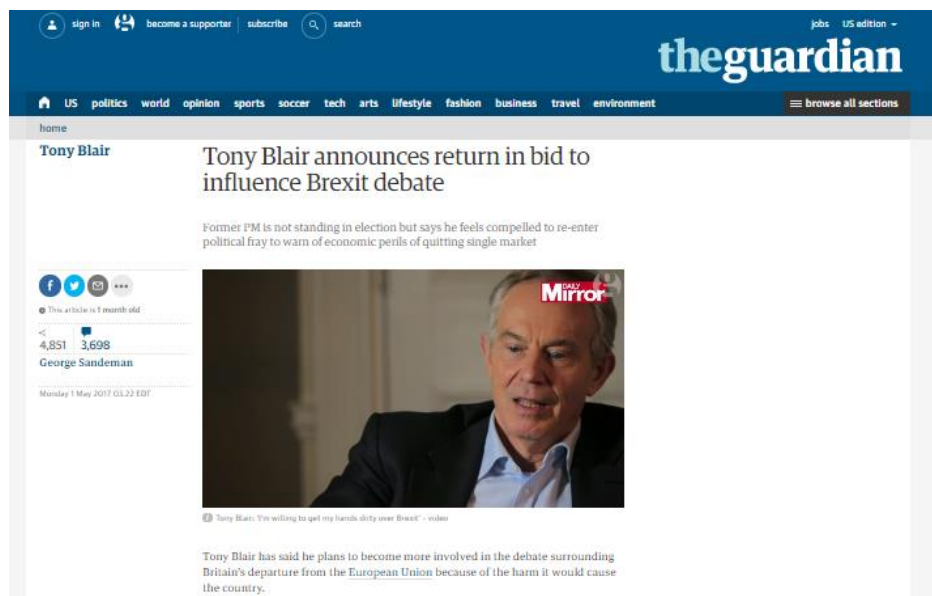 sign in become a supporter subscribe search jobs US edition
theguardian
US politics world opinion sports soccer tech arts lifestyle fashion business travel environment browse all sections
home
Tony Blair
Tony Blair announces return in bid to
influence Brexit debate
Former PM is not standing in election but says he feels compelled to re-enter
political fray to warn of economic perils of quitting single market
DAILY
Mirror
This article is 1 month old
4,851 3,698
George Sandeman
Monday 1 May 2017 03.22 EDT
Tony Blair: 'I'm willing to get my hands dirty over Brexit' - video
Tony Blair has said he plans to become more involved in the debate surrounding
Britain's departure from the European Union because of the harm it would cause
the country.